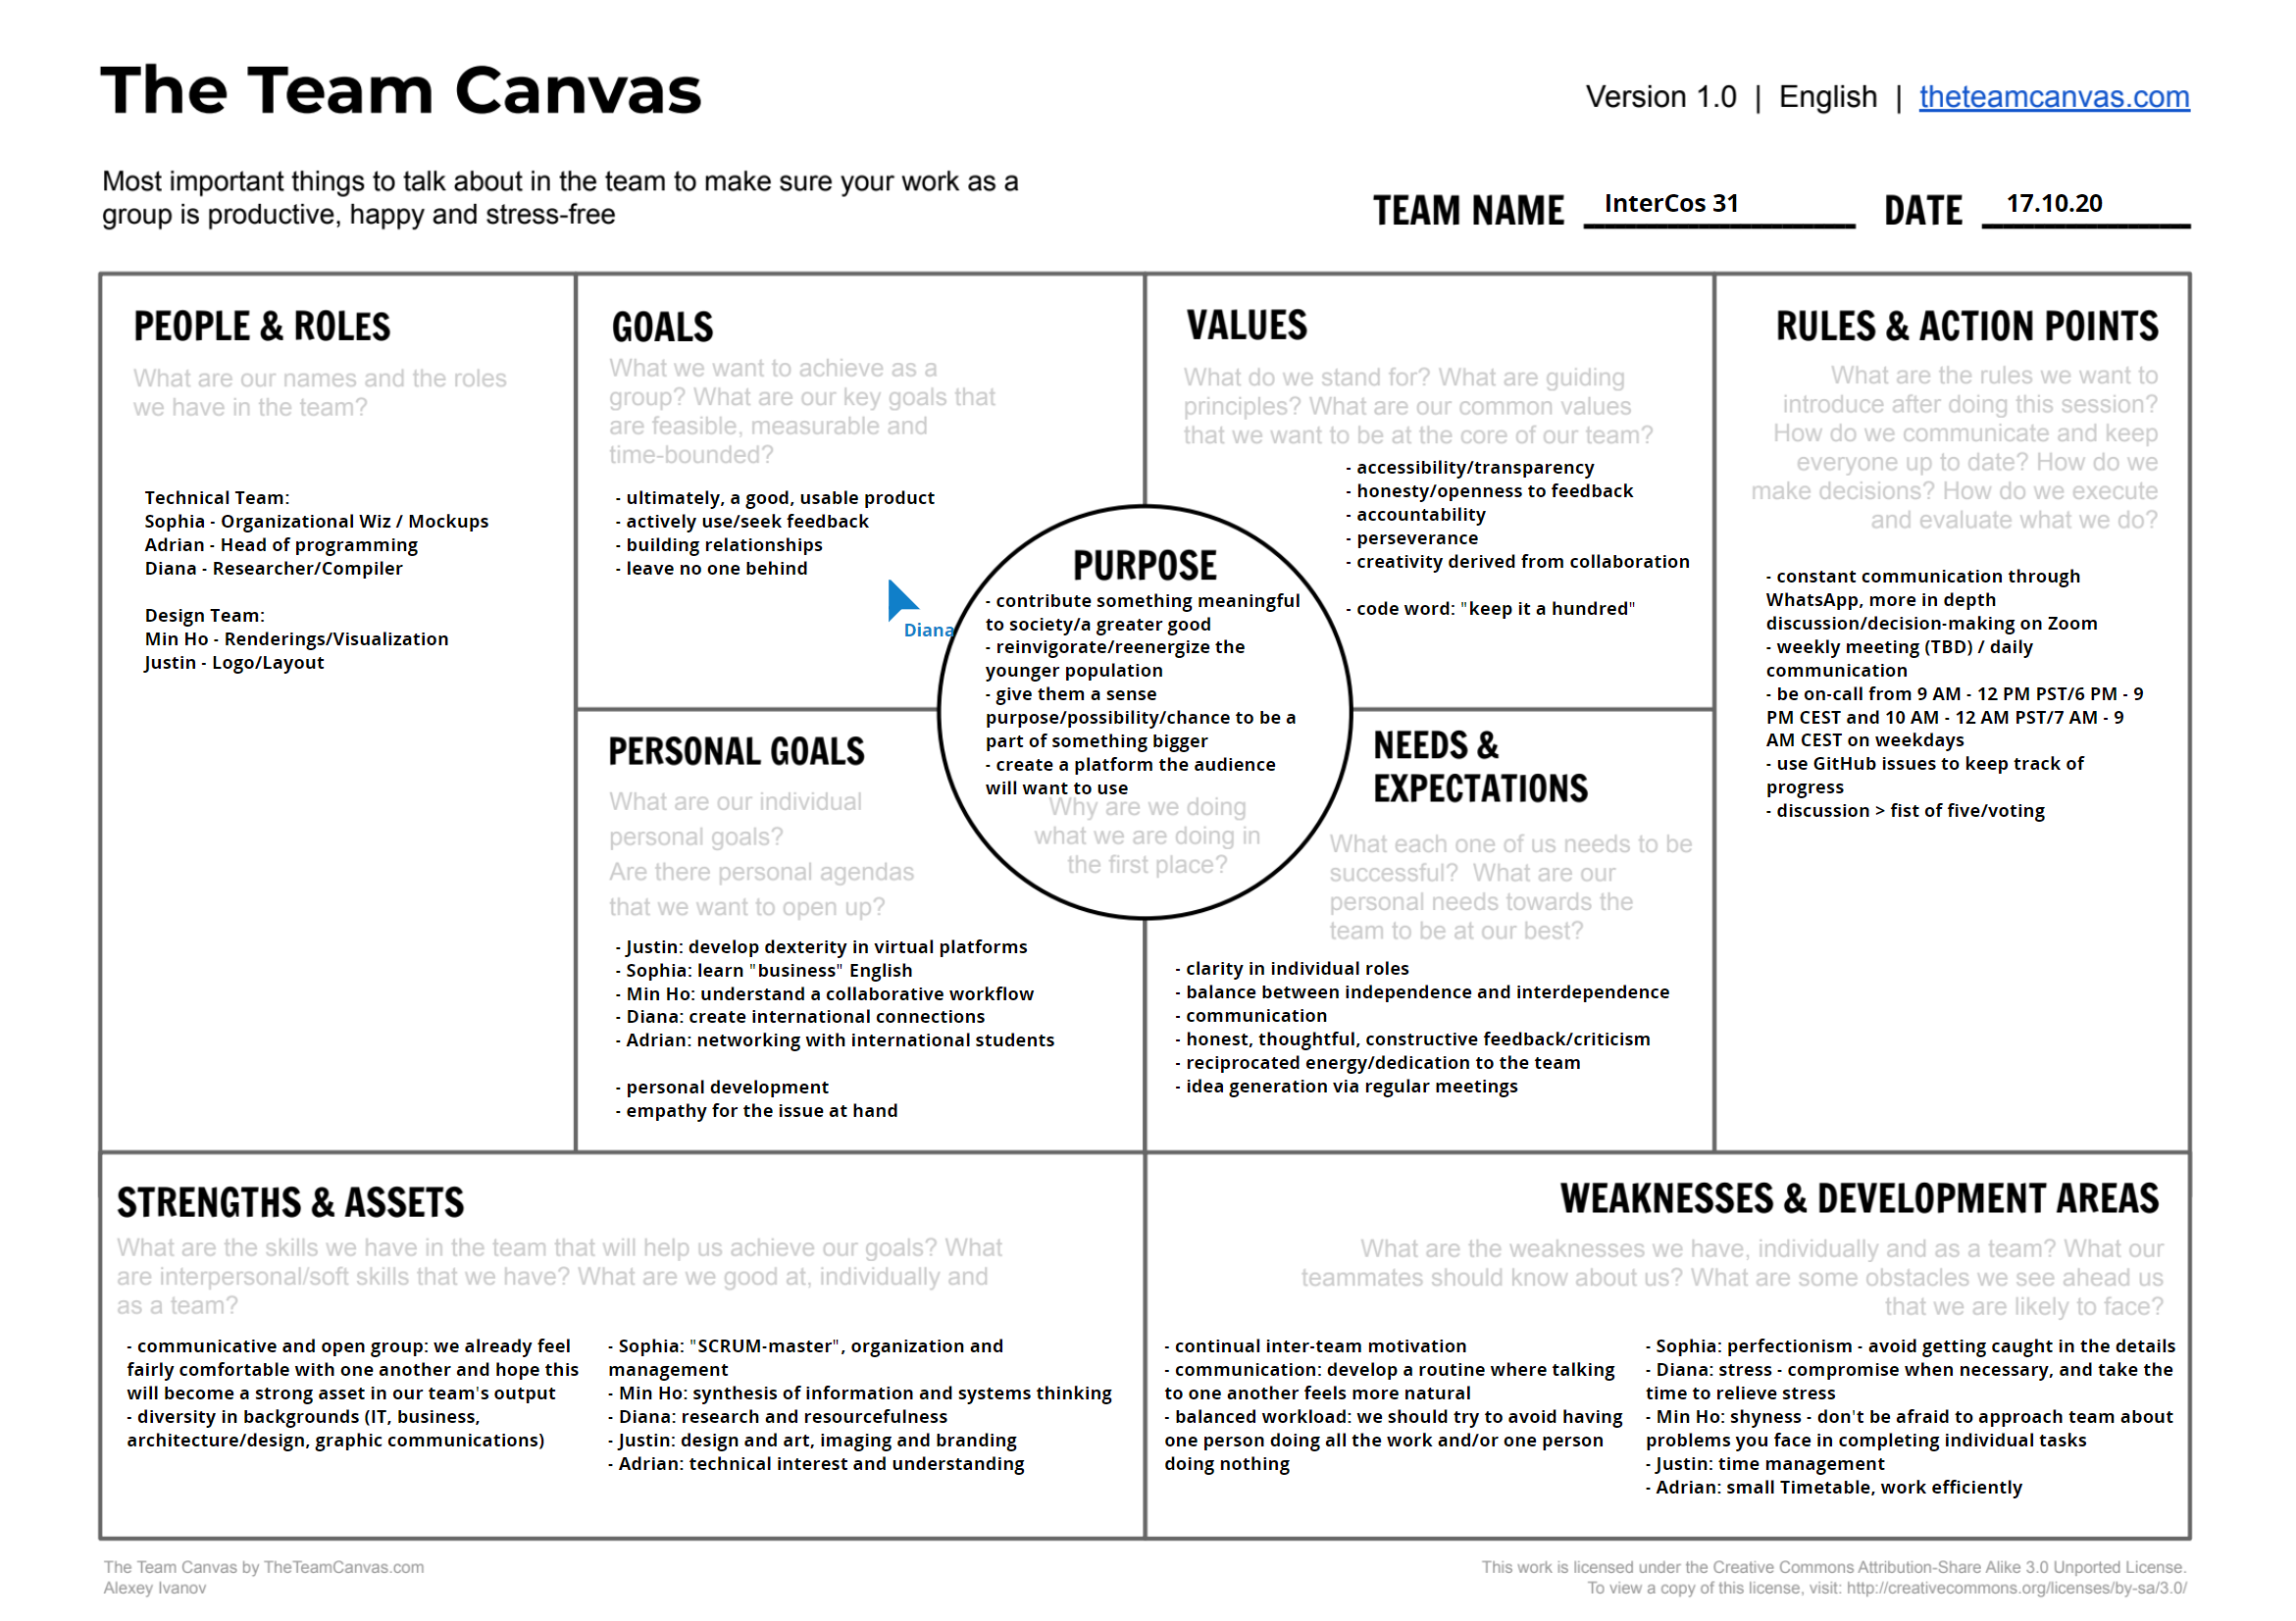 The Team Canvas
Version 1.0 | English | theteamcanvas.com
Most important things to talk about in the team to make sure your work as a
group is productive, happy and stress-free
TEAM NAME InterCos 31 DATE 17.10.20
PEOPLE & ROLES
What are our names and the roles
we have in the team?
Technical Team:
Sophia - Organizational Wiz / Mockups
Adrian - Head of programming
Diana - Researcher/Compiler
Design Team:
Min Ho - Renderings/Visualization
Justin - Logo/Layout
GOALS
What we want to achieve as a
group? What are our key goals that
are feasible, measurable and
time-bounded?
- ultimately, a good, usable product
- actively use/seek feedback
- building relationships
- leave no one behind
Diana
PURPOSE
- contribute something meaningful
to society/a greater good
- reinvigorate/reenergize the
younger population
- give them a sense
purpose/possibility/chance to be a
part of something bigger
- create a platform the audience
will want to use
Why are we doing
what we are doing in
the first place?
VALUES
What do we stand for? What are guiding
principles? What are our common values
that we want to be at the core of our team?
- accessibility/transparency
- honesty/openness to feedback
- accountability
- perseverance
- creativity derived from collaboration
- code word: "keep it a hundred"
RULES & ACTION POINTS
What are the rules we want to
introduce after doing this session?
How do we communicate and keep
everyone up to date? How do we
make decisions? How do we execute
and evaluate what we do?
- constant communication through
WhatsApp, more in depth
discussion/decision-making on Zoom
- weekly meeting (TBD) / daily
communication
- be on-call from 9 AM - 12 PM PST/6 PM - 9
PM CEST and 10 AM - 12 AM PST/7 AM - 9
AM CEST on weekdays
- use GitHub issues to keep track of
progress
- discussion > fist of five/voting
PERSONAL GOALS
What are our individual
personal goals?
Are there personal agendas
that we want to open up?
- Justin: develop dexterity in virtual platforms
- Sophia: learn "business" English
- Min Ho: understand a collaborative workflow
- Diana: create international connections
- Adrian: networking with international students
- personal development
- empathy for the issue at hand
NEEDS &
EXPECTATIONS
What each one of us needs to be
successful? What are our
personal needs towards the
team to be at our best?
- clarity in individual roles
- balance between independence and interdependence
- communication
- honest, thoughtful, constructive feedback/criticism
- reciprocated energy/dedication to the team
- idea generation via regular meetings
STRENGTHS & ASSETS
What are the skills we have in the team that will help us achieve our goals? What
are interpersonal/soft skills that we have? What are we good at, individually and
as a team?
- communicative and open group: we already feel
fairly comfortable with one another and hope this
will become a strong asset in our team's output
- diversity in backgrounds (IT, business,
architecture/design, graphic communications)
- Sophia: "SCRUM-master", organization and
management
- Min Ho: synthesis of information and systems thinking
- Diana: research and resourcefulness
- Justin: design and art, imaging and branding
- Adrian: technical interest and understanding
WEAKNESSES & DEVELOPMENT AREAS
What are the weaknesses we have, individually and as a team? What our
teammates should know about us? What are some obstacles we see ahead us
that we are likely to face?
- continual inter-team motivation
- communication: develop a routine where talking
to one another feels more natural
- balanced workload: we should try to avoid having
one person doing all the work and/or one person
doing nothing
- Sophia: perfectionism - avoid getting caught in the details
- Diana: stress - compromise when necessary, and take the
time to relieve stress
- Min Ho: shyness - don't be afraid to approach team about
problems you face in completing individual tasks
- Justin: time management
- Adrian: small Timetable, work efficiently
The Team Canvas by TheTeamCanvas.com
Alexey Ivanov
This work is licensed under the Creative Commons Attribution-Share Alike 3.0 Unported License.
To view a copy of this license, visit: http://creativecommons.org/licenses/by-sa/3.0/